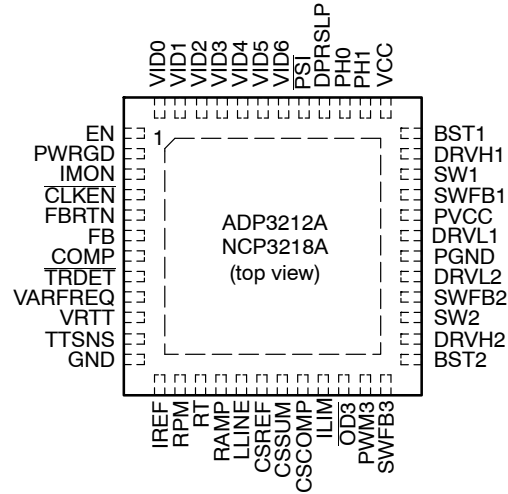 VID0
VID1
VID2
VID3
VID4
VID5
VID6
PSI
DPRSLP
PH0
PH1
VCC
EN
PWRGD
IMON
CLKEN
FBRTN
FB
COMP
TRDET
VARFREQ
VRTT
TTSNS
GND
1
ADP3212A
NCP3218A
(top view)
BST1
DRVH1
SW1
SWFB1
PVCC
DRVL1
PGND
DRVL2
SWFB2
SW2
DRVH2
BST2
IREF
RPM
RT
RAMP
LLINE
CSREF
CSSUM
CSCOMP
ILIM
OD3
PWM3
SWFB3